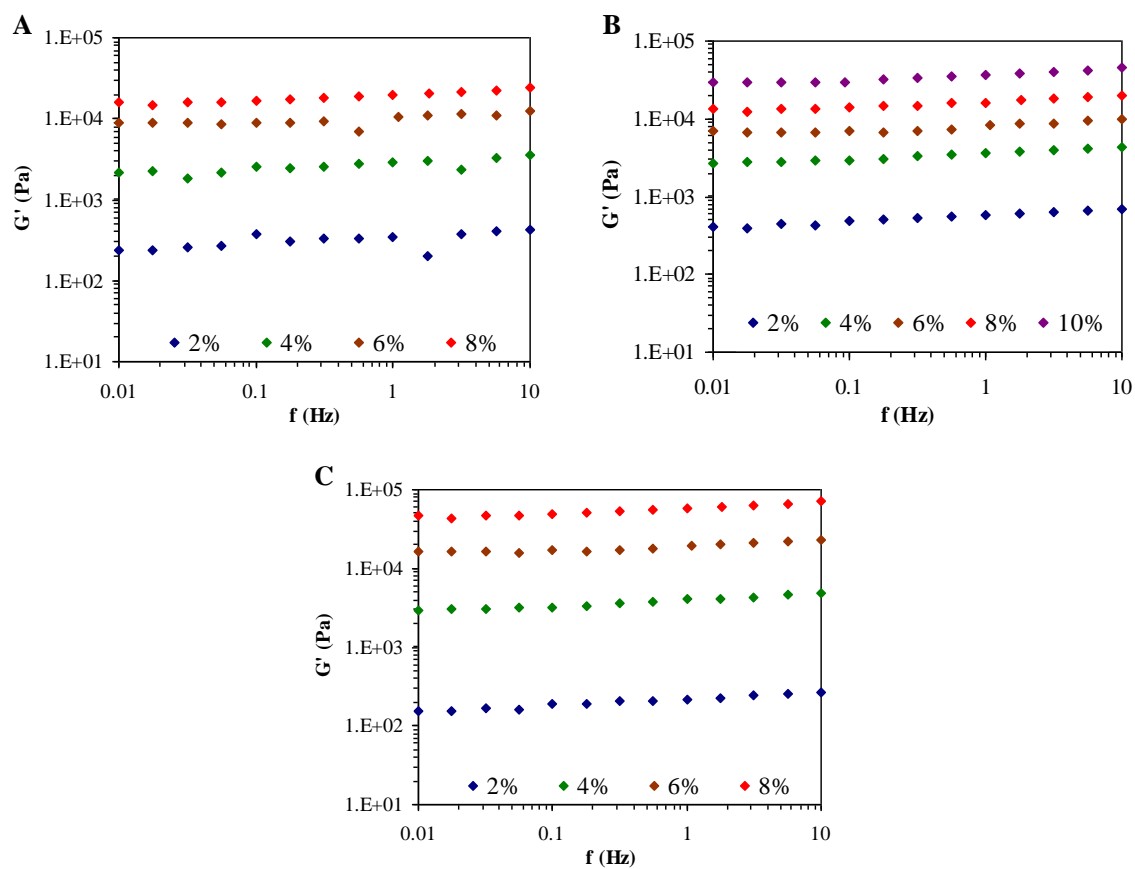 A
1.E+05
1.E+04
1.E+03
1.E+02
1.E+01
G' (Pa)
2% 4% 6% 8%
0.01 0.1 1 10
f (Hz)
B
1.E+05
1.E+04
1.E+03
1.E+02
1.E+01
G' (Pa)
2% 4% 6% 8% 10%
0.01 0.1 1 10
f (Hz)
C
1.E+05
1.E+04
1.E+03
1.E+02
1.E+01
G' (Pa)
2% 4% 6% 8%
0.01 0.1 1 10
f (Hz)